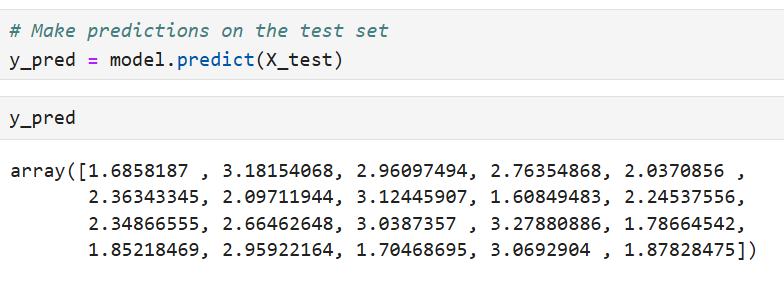 # Make predictions on the test set
y_pred = model.predict(X_test)
y_pred
array([1.6858187 , 3.18154068, 2.96097494, 2.76354868, 2.0370856 ,
2.36343345, 2.09711944, 3.12445907, 1.60849483, 2.24537556,
2.34866555, 2.66462648, 3.0387357 , 3.27880886, 1.78664542,
1.85218469, 2.95922164, 1.70468695, 3.0692904 , 1.87828475])